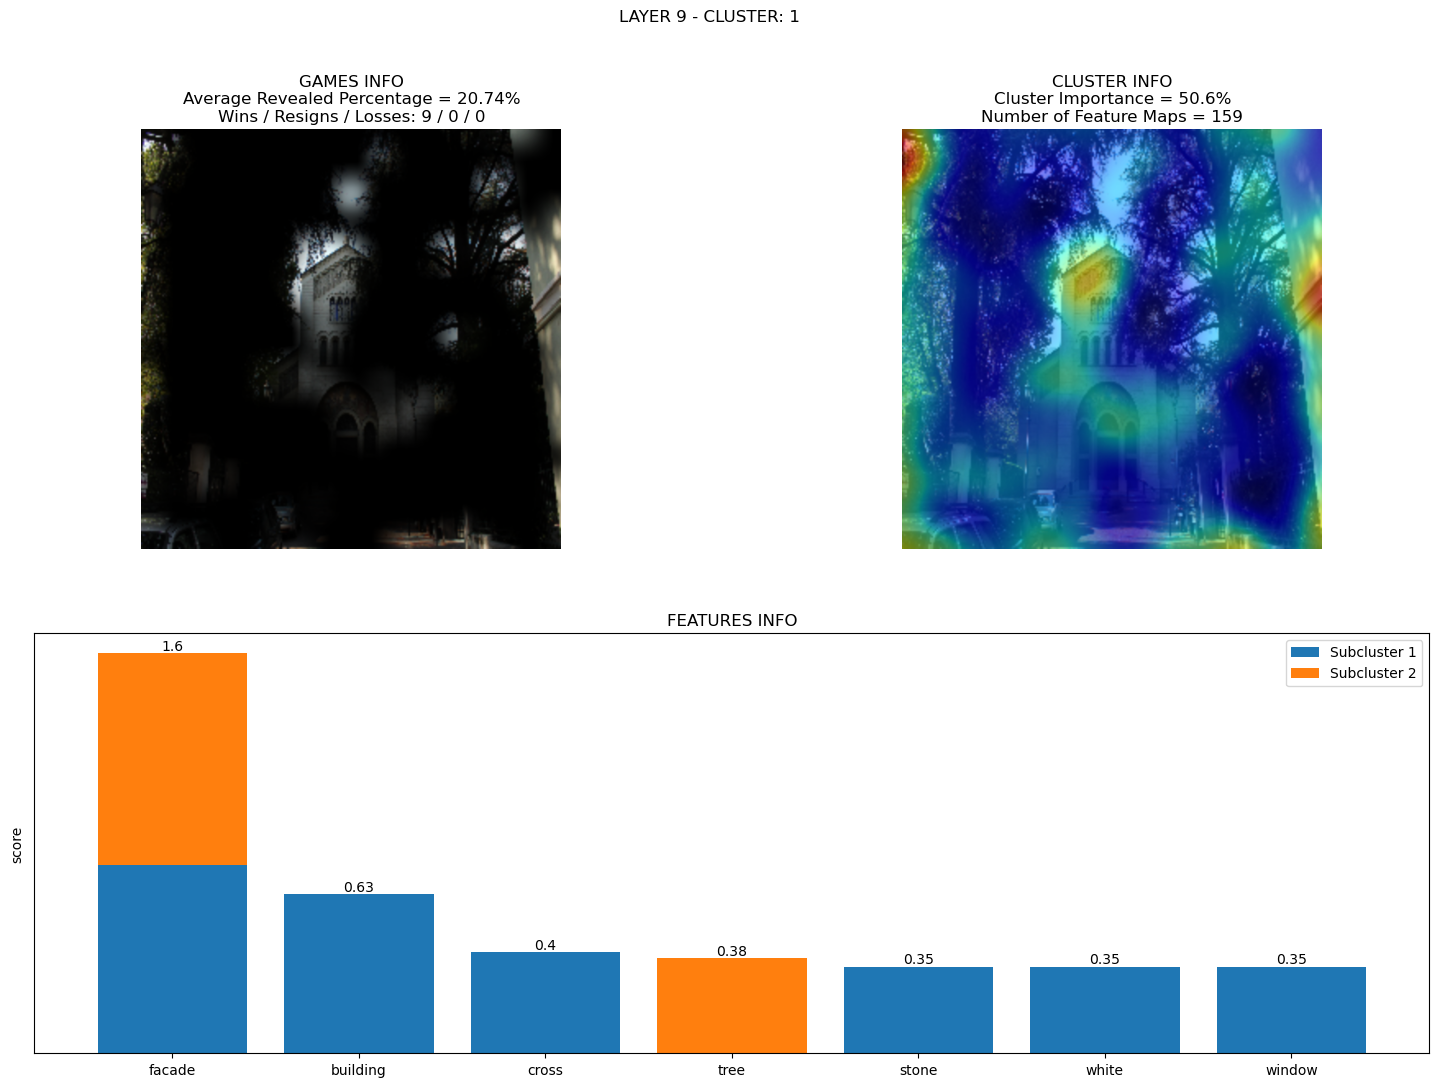 LAYER 9 - CLUSTER: 1
GAMES INFO
Average Revealed Percentage = 20.74%
Wins / Resigns / Losses: 9 / 0 / 0
CLUSTER INFO
Cluster Importance = 50.6%
Number of Feature Maps = 159
FEATURES INFO
Subcluster 1
Subcluster 2
score
1.6
0.63
0.4
0.38
0.35
0.35
0.35
facade
building
cross
tree
stone
white
window